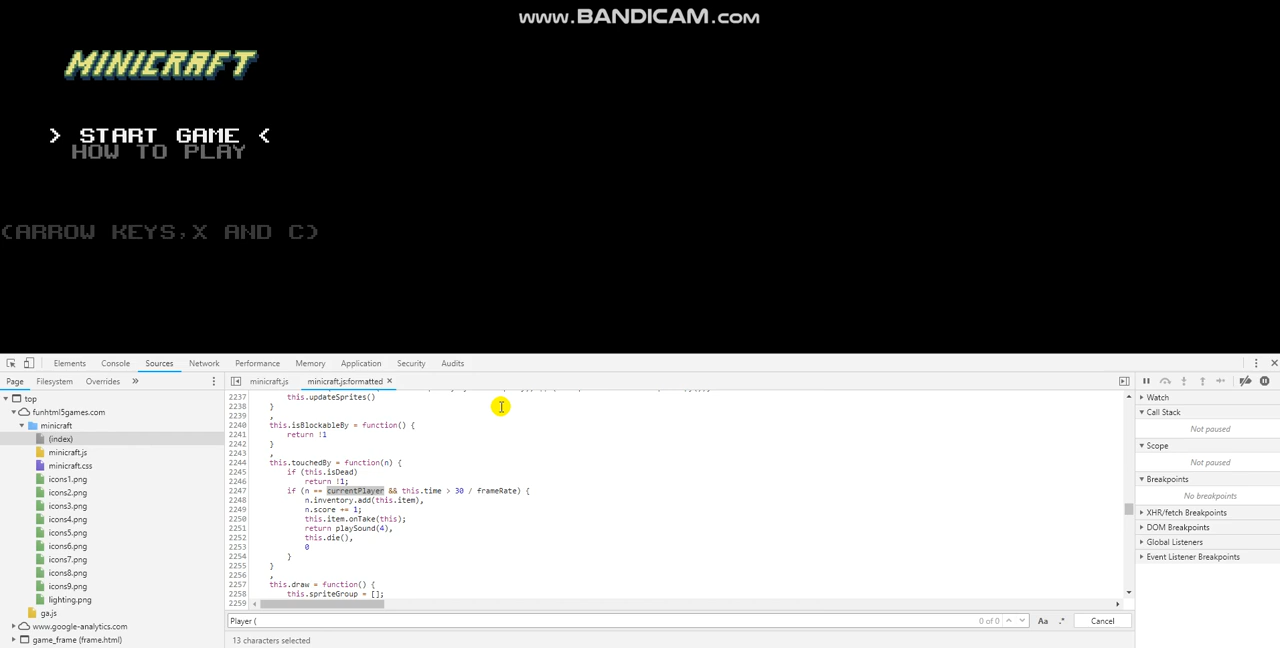 www.BANDICAM.com
MINICRAFT
> START GAME <
HOW TO PLAY
(ARROW KEYS,X AND C)
Elements Console Sources Network Performance Memory Application Security Audits
Page Filesystem Overrides » minicraft.js minicraft.js:formatted ×
top
funhtml5games.com
minicraft
(index)
minicraft.js
minicraft.css
icons1.png
icons2.png
icons3.png
icons4.png
icons5.png
icons6.png
icons7.png
icons8.png
icons9.png
lighting.png
ga.js
www.google-analytics.com
game_frame (frame.html)
2237 this.updateSprites()
2238 }
2239 ,
2240 this.isBlockableBy = function() {
2241 return !1
2242 }
2243 ,
2244 this.touchedBy = function(n) {
2245 if (this.isDead)
2246 return !1;
2247 if (n == currentPlayer && this.time > 30 / frameRate) {
2248 n.inventory.add(this.item),
2249 n.score += 1;
2250 this.item.onTake(this);
2251 return playSound(4),
2252 this.die(),
2253 0
2254 }
2255 }
2256 ,
2257 this.draw = function() {
2258 this.spriteGroup = [];
2259
Player ( 0 of 0 Aa .* Cancel
13 characters selected
Watch
Call Stack
Not paused
Scope
Not paused
Breakpoints
No breakpoints
XHR/fetch Breakpoints
DOM Breakpoints
Global Listeners
Event Listener Breakpoints